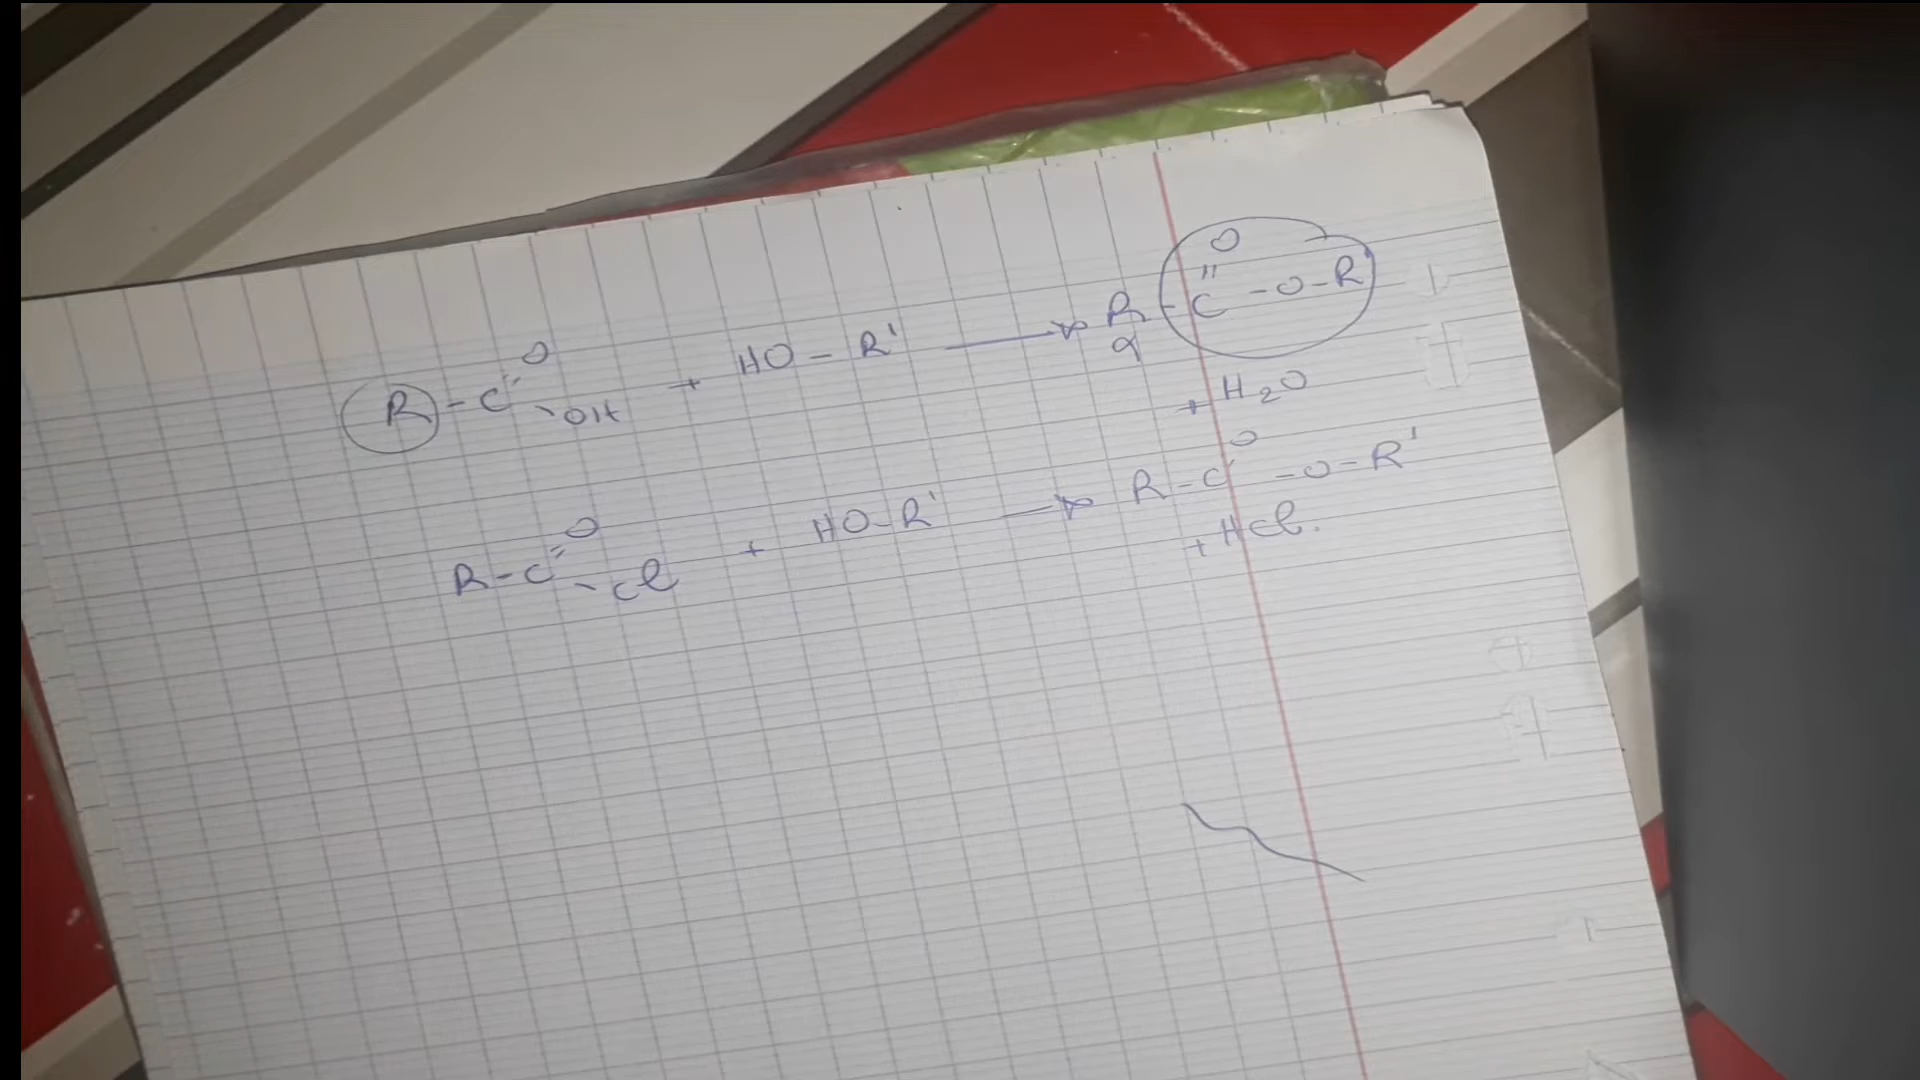 R - C = O - OH + HO - R' ⟶ R - C = O - O - R'
α
+ H2O
R - C = O - Cl + HO - R' ⟶ R - C = O - O - R'
+ HCl.